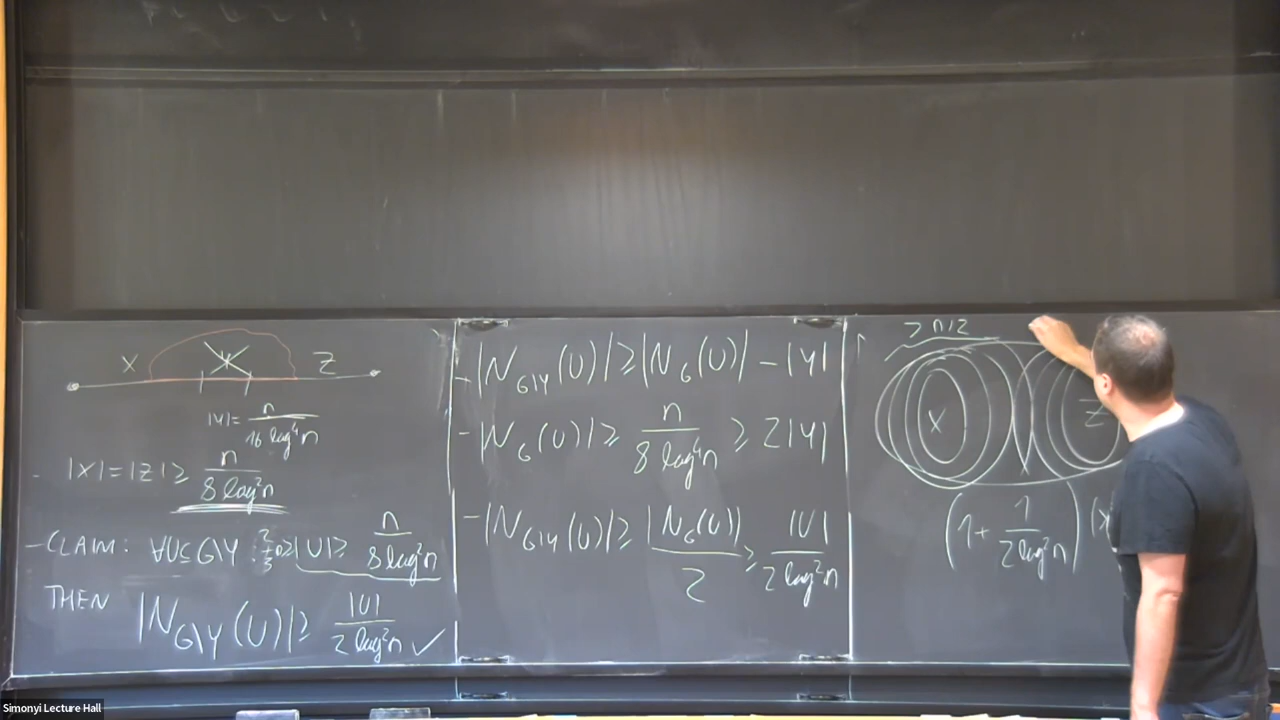 X Y Z
|Y| = n / 16 log⁴n
- |X| = |Z| ≥ n / 8 log²n
- CLAIM: ∀U⊆G\Y : 2/3 n ≥ |U| ≥ n / 8 log²n
THEN |N_{G\Y}(U)| ≥ |U| / 2 log²n ✓
- |N_{G\Y}(U)| ≥ |N_G(U)| - |Y|
- |N_G(U)| ≥ n / 8 log⁴n ≥ 2|Y|
- |N_{G\Y}(U)| ≥ |N_G(U)| / 2 ≥ |U| / 2 log²n
> n/2
X Z
(1 + 1 / 2 log²n) |X
Simonyi Lecture Hall